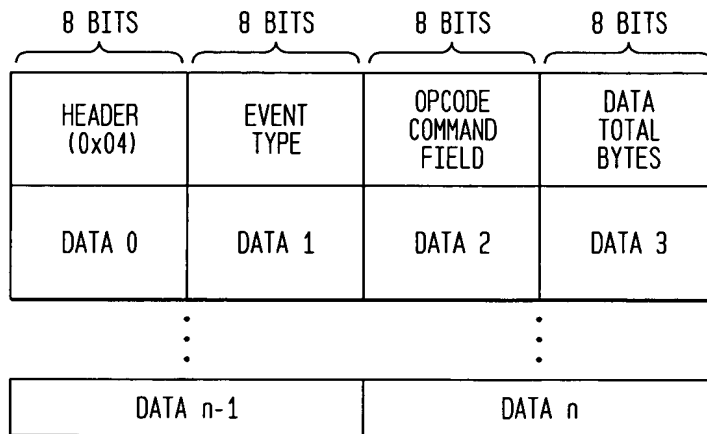 8 BITS 8 BITS 8 BITS 8 BITS
HEADER
(0x04)
EVENT
TYPE
OPCODE
COMMAND
FIELD
DATA
TOTAL
BYTES
DATA 0 DATA 1 DATA 2 DATA 3
DATA n-1 DATA n